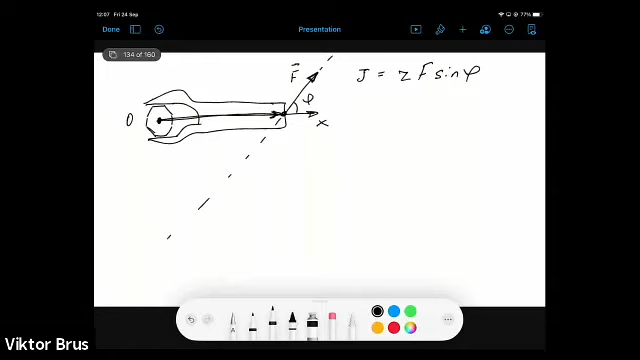 12:07 Fri 24 Sep
77%
Done
Presentation
134 of 160
F
J = z F sin φ
φ
O
x
Viktor Brus